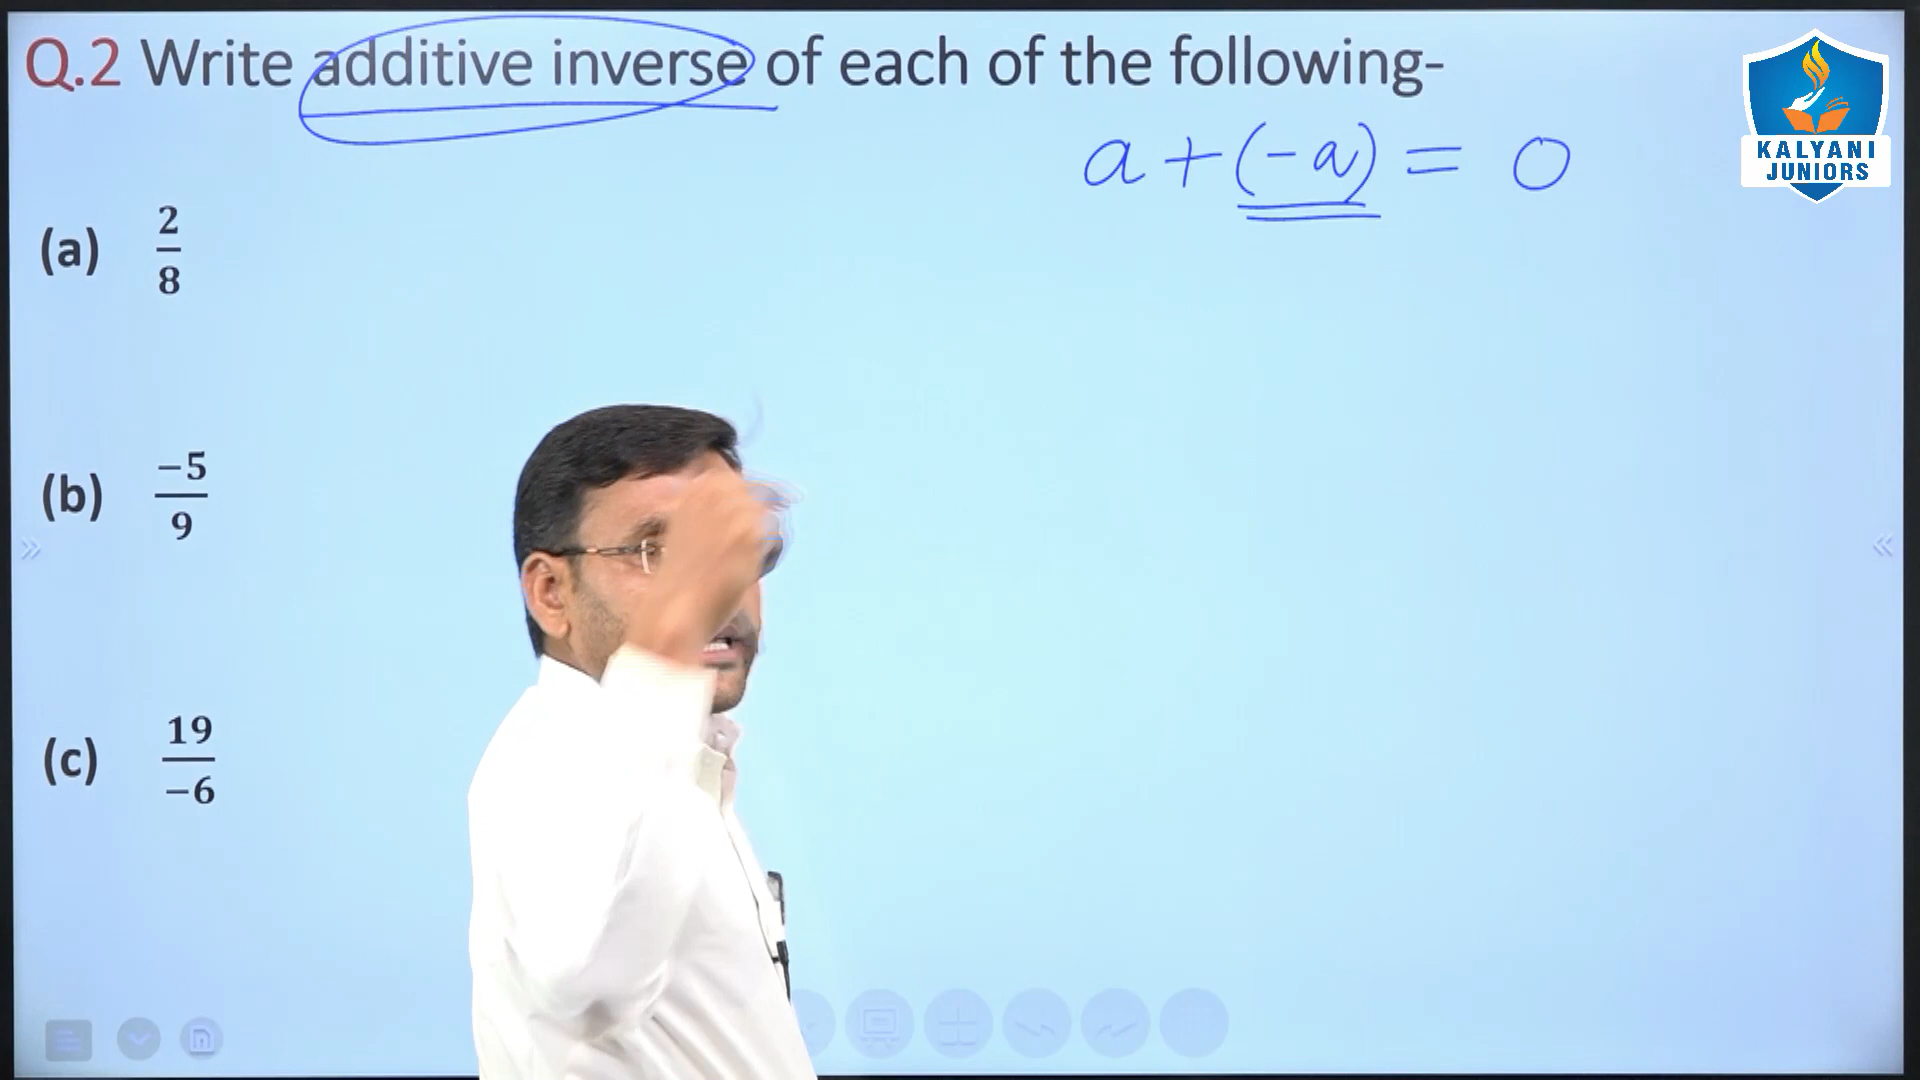 Q.2 Write additive inverse of each of the following-
a + (-a) = 0
KALYANI
JUNIORS
(a) 2/8
(b) -5/9
(c) 19/-6